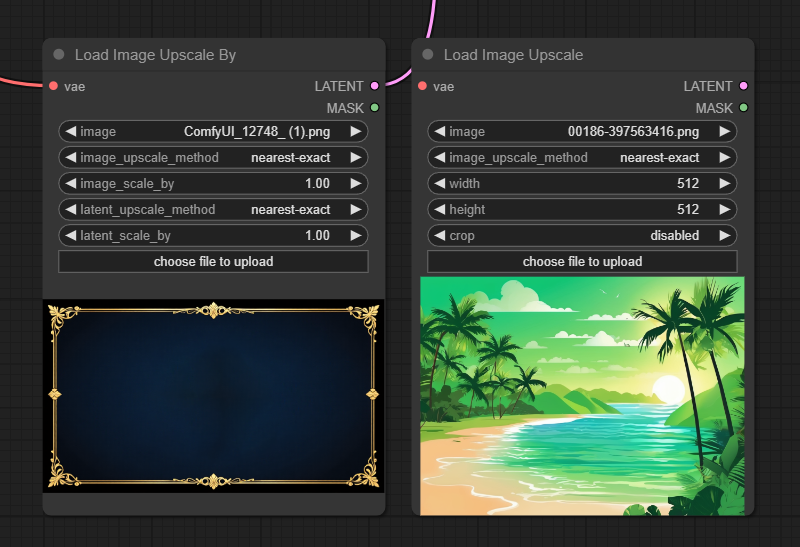 Load Image Upscale By
vae LATENT
MASK
image ComfyUI_12748_ (1).png
image_upscale_method nearest-exact
image_scale_by 1.00
latent_upscale_method nearest-exact
latent_scale_by 1.00
choose file to upload
Load Image Upscale
vae LATENT
MASK
image 00186-397563416.png
image_upscale_method nearest-exact
width 512
height 512
crop disabled
choose file to upload